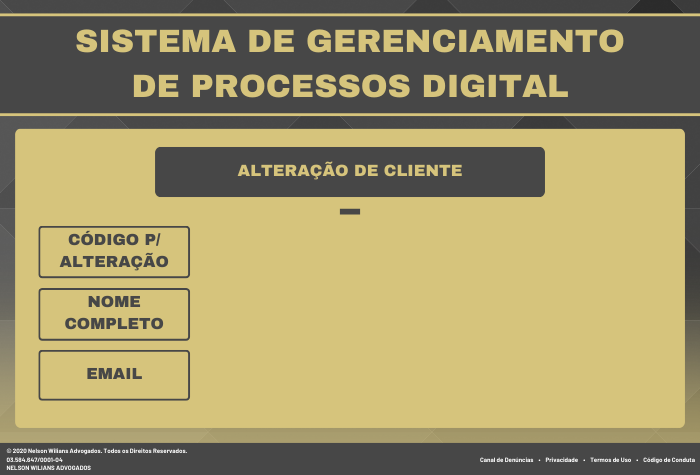 SISTEMA DE GERENCIAMENTO
DE PROCESSOS DIGITAL
ALTERAÇÃO DE CLIENTE
CÓDIGO P/
ALTERAÇÃO
NOME
COMPLETO
EMAIL
© 2020 Nelson Wilians Advogados. Todos os Direitos Reservados.
03.584.647/0001-04
NELSON WILIANS ADVOGADOS
Canal de Denúncias • Privacidade • Termos de Uso • Código de Conduta